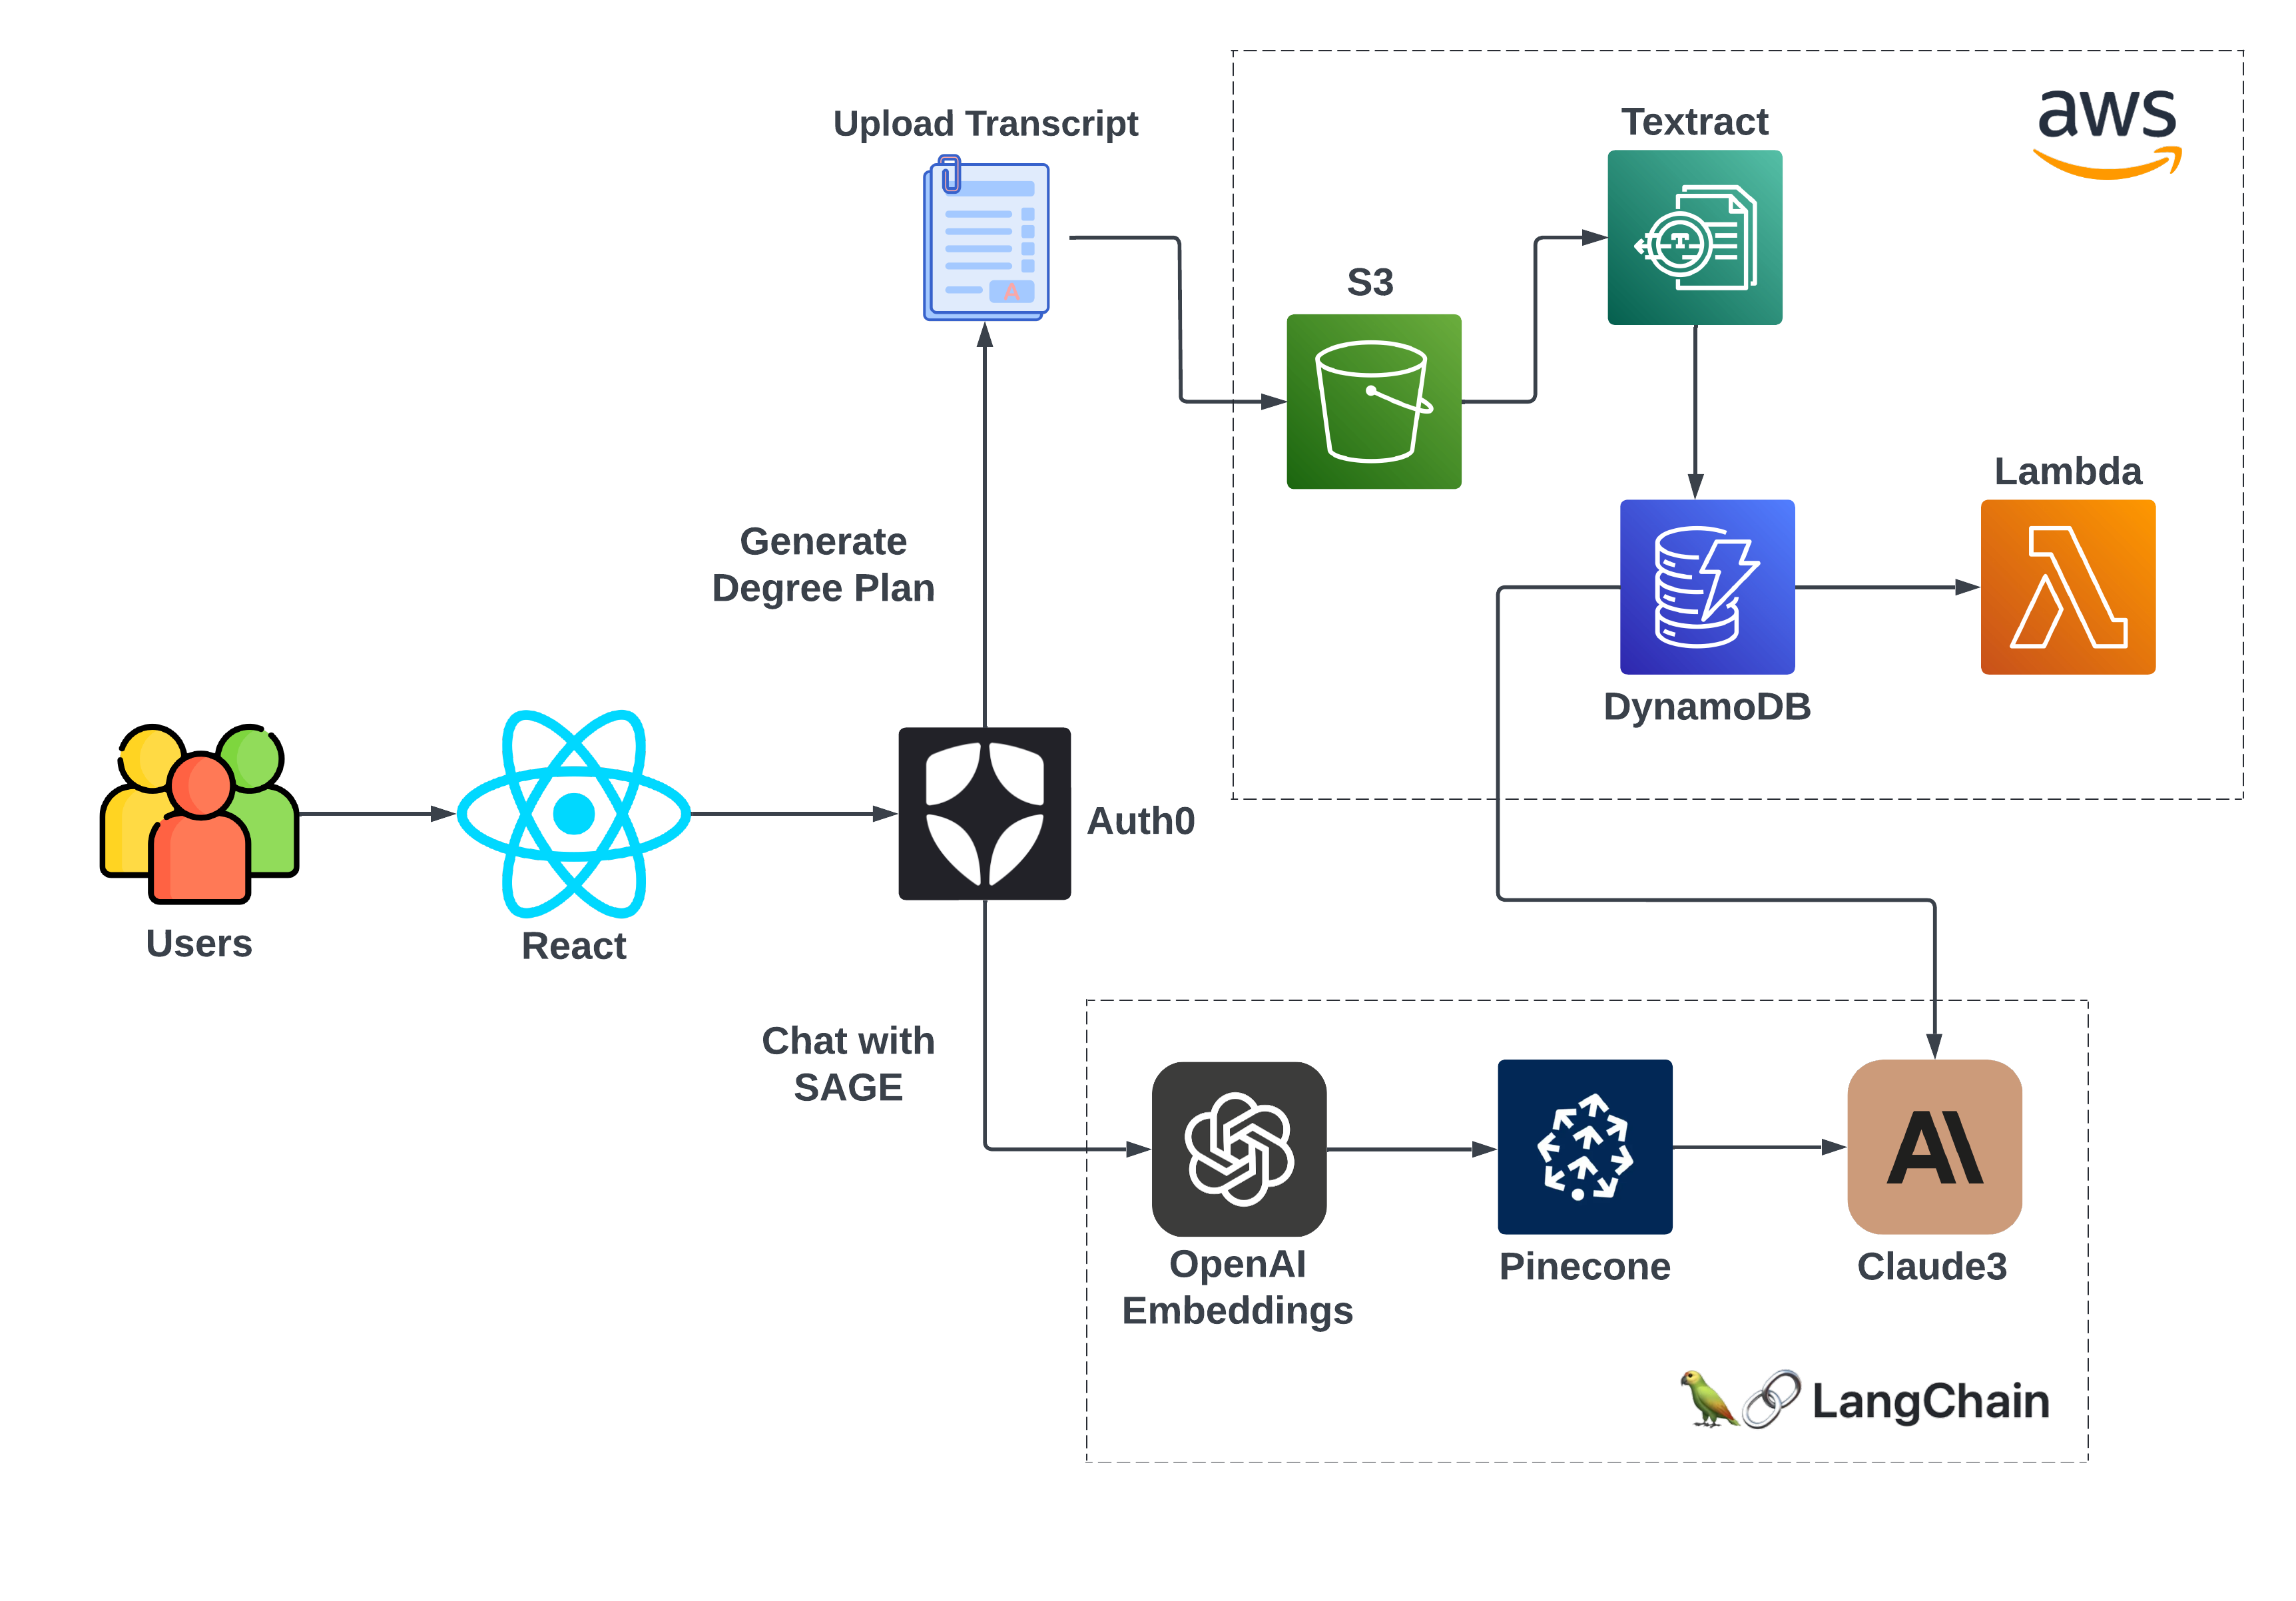 Upload Transcript
Textract
aws
S3
Lambda
Generate
Degree Plan
DynamoDB
Auth0
Users
React
Chat with
SAGE
OpenAI
Embeddings
Pinecone
Claude3
LangChain
A
T